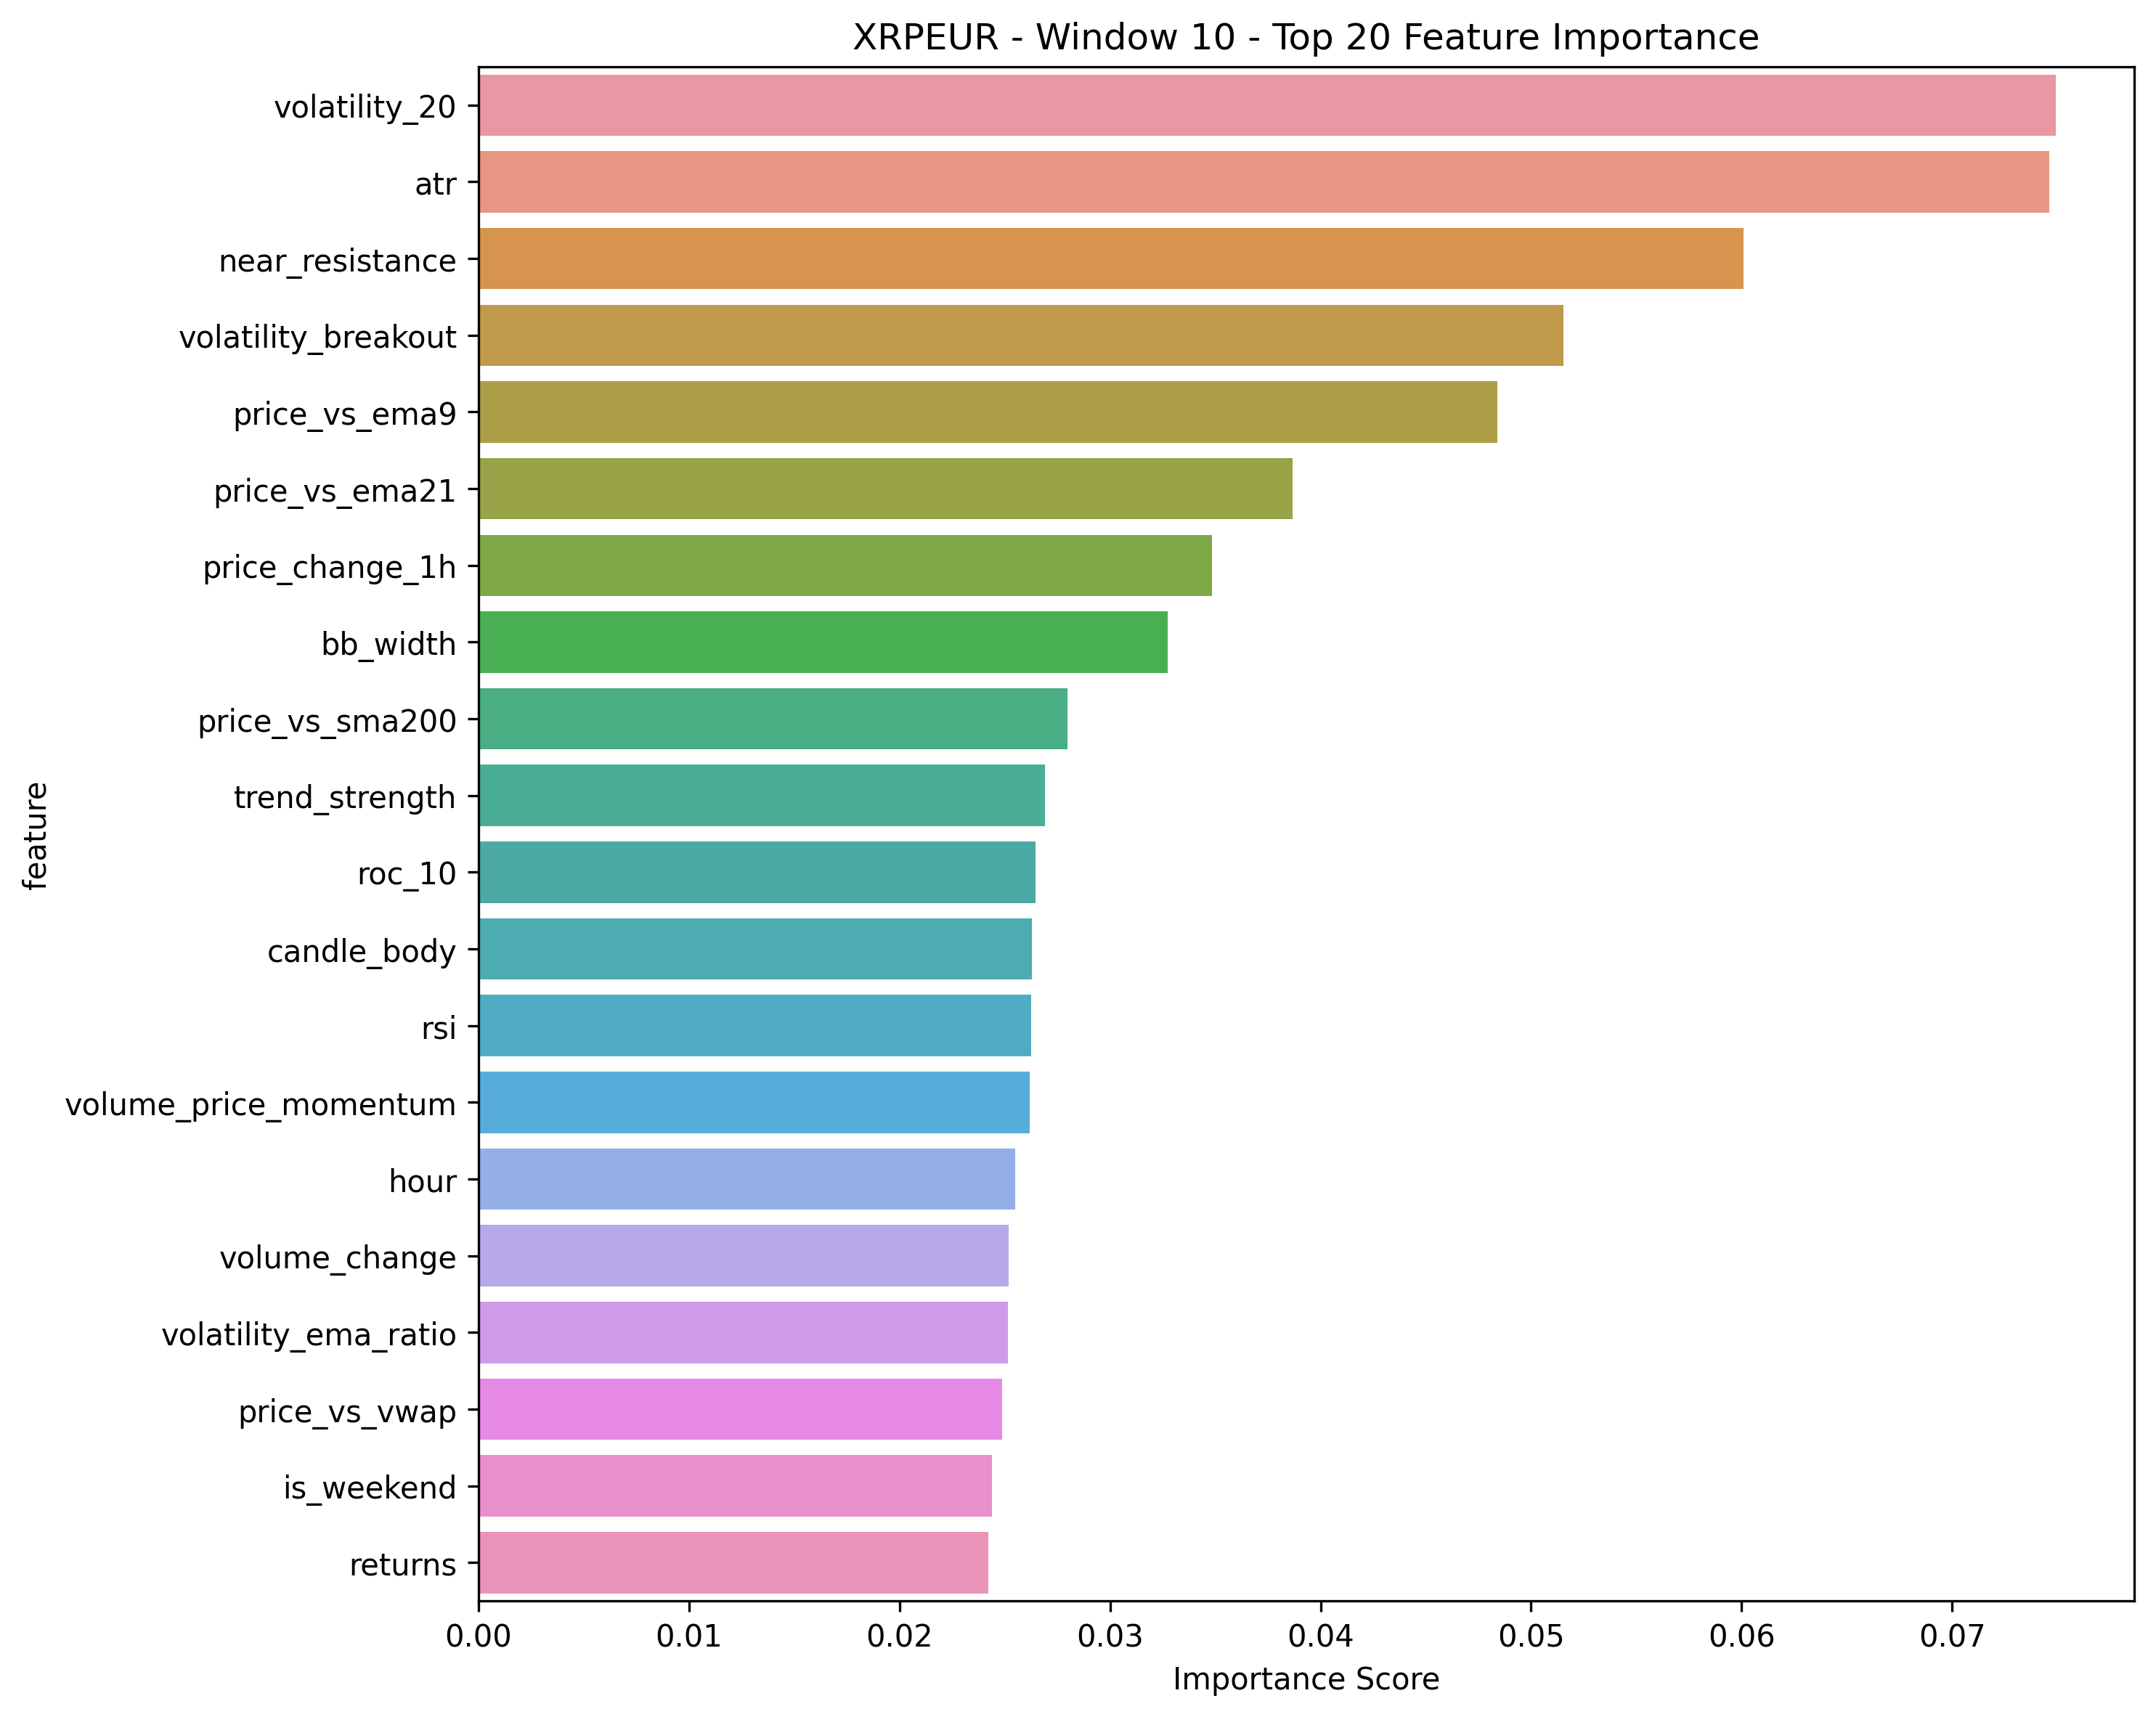 XRPEUR - Window 10 - Top 20 Feature Importance
volatility_20
atr
near_resistance
volatility_breakout
price_vs_ema9
price_vs_ema21
price_change_1h
bb_width
price_vs_sma200
trend_strength
roc_10
candle_body
rsi
volume_price_momentum
hour
volume_change
volatility_ema_ratio
price_vs_vwap
is_weekend
returns
feature
0.00 0.01 0.02 0.03 0.04 0.05 0.06 0.07
Importance Score